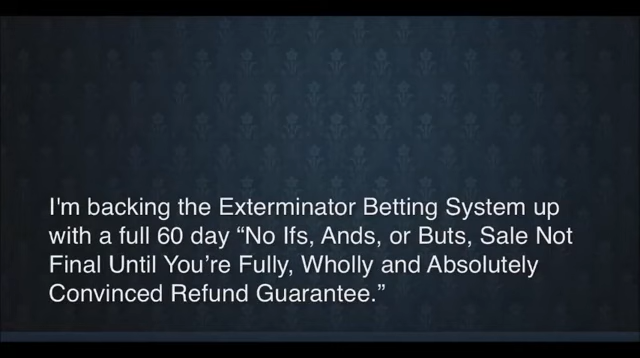 I'm backing the Exterminator Betting System up
with a full 60 day “No Ifs, Ands, or Buts, Sale Not
Final Until You’re Fully, Wholly and Absolutely
Convinced Refund Guarantee.”